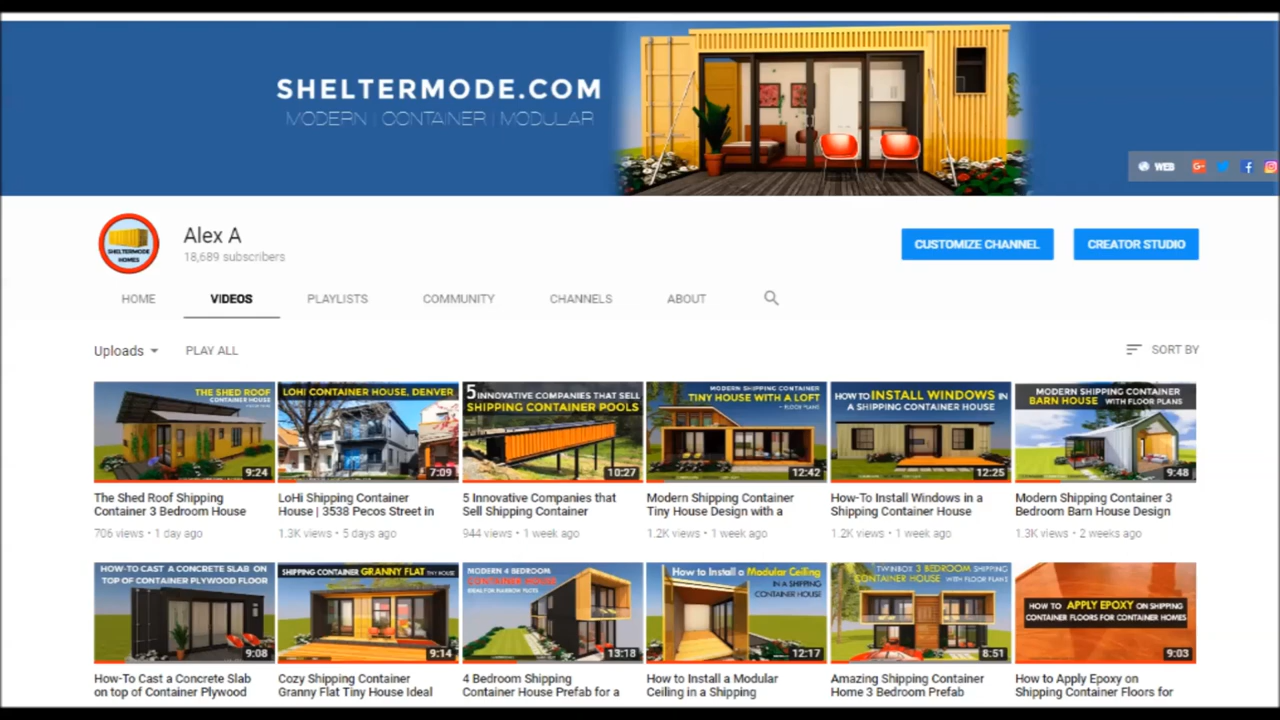 SHELTERMODE.COM
MODERN | CONTAINER | MODULAR
WEB
SHELTERMODE
HOMES
Alex A
18,689 subscribers
CUSTOMIZE CHANNEL
CREATOR STUDIO
HOME
VIDEOS
PLAYLISTS
COMMUNITY
CHANNELS
ABOUT
Uploads
PLAY ALL
SORT BY
THE SHED ROOF
CONTAINER HOUSE
9:24
LOHI CONTAINER HOUSE, DENVER
7:09
5 INNOVATIVE COMPANIES THAT SELL
SHIPPING CONTAINER POOLS
10:27
MODERN SHIPPING CONTAINER
TINY HOUSE WITH A LOFT
+ FLOOR PLANS
12:42
HOW TO INSTALL WINDOWS IN
A SHIPPING CONTAINER HOUSE
12:25
MODERN SHIPPING CONTAINER
BARN HOUSE WITH FLOOR PLANS
9:48
The Shed Roof Shipping
Container 3 Bedroom House
706 views • 1 day ago
LoHi Shipping Container
House | 3538 Pecos Street in
1.3K views • 5 days ago
5 Innovative Companies that
Sell Shipping Container
944 views • 1 week ago
Modern Shipping Container
Tiny House Design with a
1.2K views • 1 week ago
How-To Install Windows in a
Shipping Container House
1.2K views • 1 week ago
Modern Shipping Container 3
Bedroom Barn House Design
1.3K views • 2 weeks ago
HOW-TO CAST A CONCRETE SLAB ON
TOP OF CONTAINER PLYWOOD FLOOR
9:08
SHIPPING CONTAINER GRANNY FLAT TINY HOUSE
9:14
MODERN 4 BEDROOM
CONTAINER HOUSE
IDEAL FOR NARROW PLOTS
13:18
How to Install a Modular Ceiling
IN A SHIPPING
CONTAINER HOUSE
12:17
TWINBOX 3 BEDROOM SHIPPING
CONTAINER HOUSE WITH FLOOR PLANS
8:51
HOW TO APPLY EPOXY ON SHIPPING
CONTAINER FLOORS FOR CONTAINER HOMES
9:03
How-To Cast a Concrete Slab
on top of Container Plywood
Cozy Shipping Container
Granny Flat Tiny House Ideal
4 Bedroom Shipping
Container House Prefab for a
How to Install a Modular
Ceiling in a Shipping
Amazing Shipping Container
Home 3 Bedroom Prefab
How to Apply Epoxy on
Shipping Container Floors for